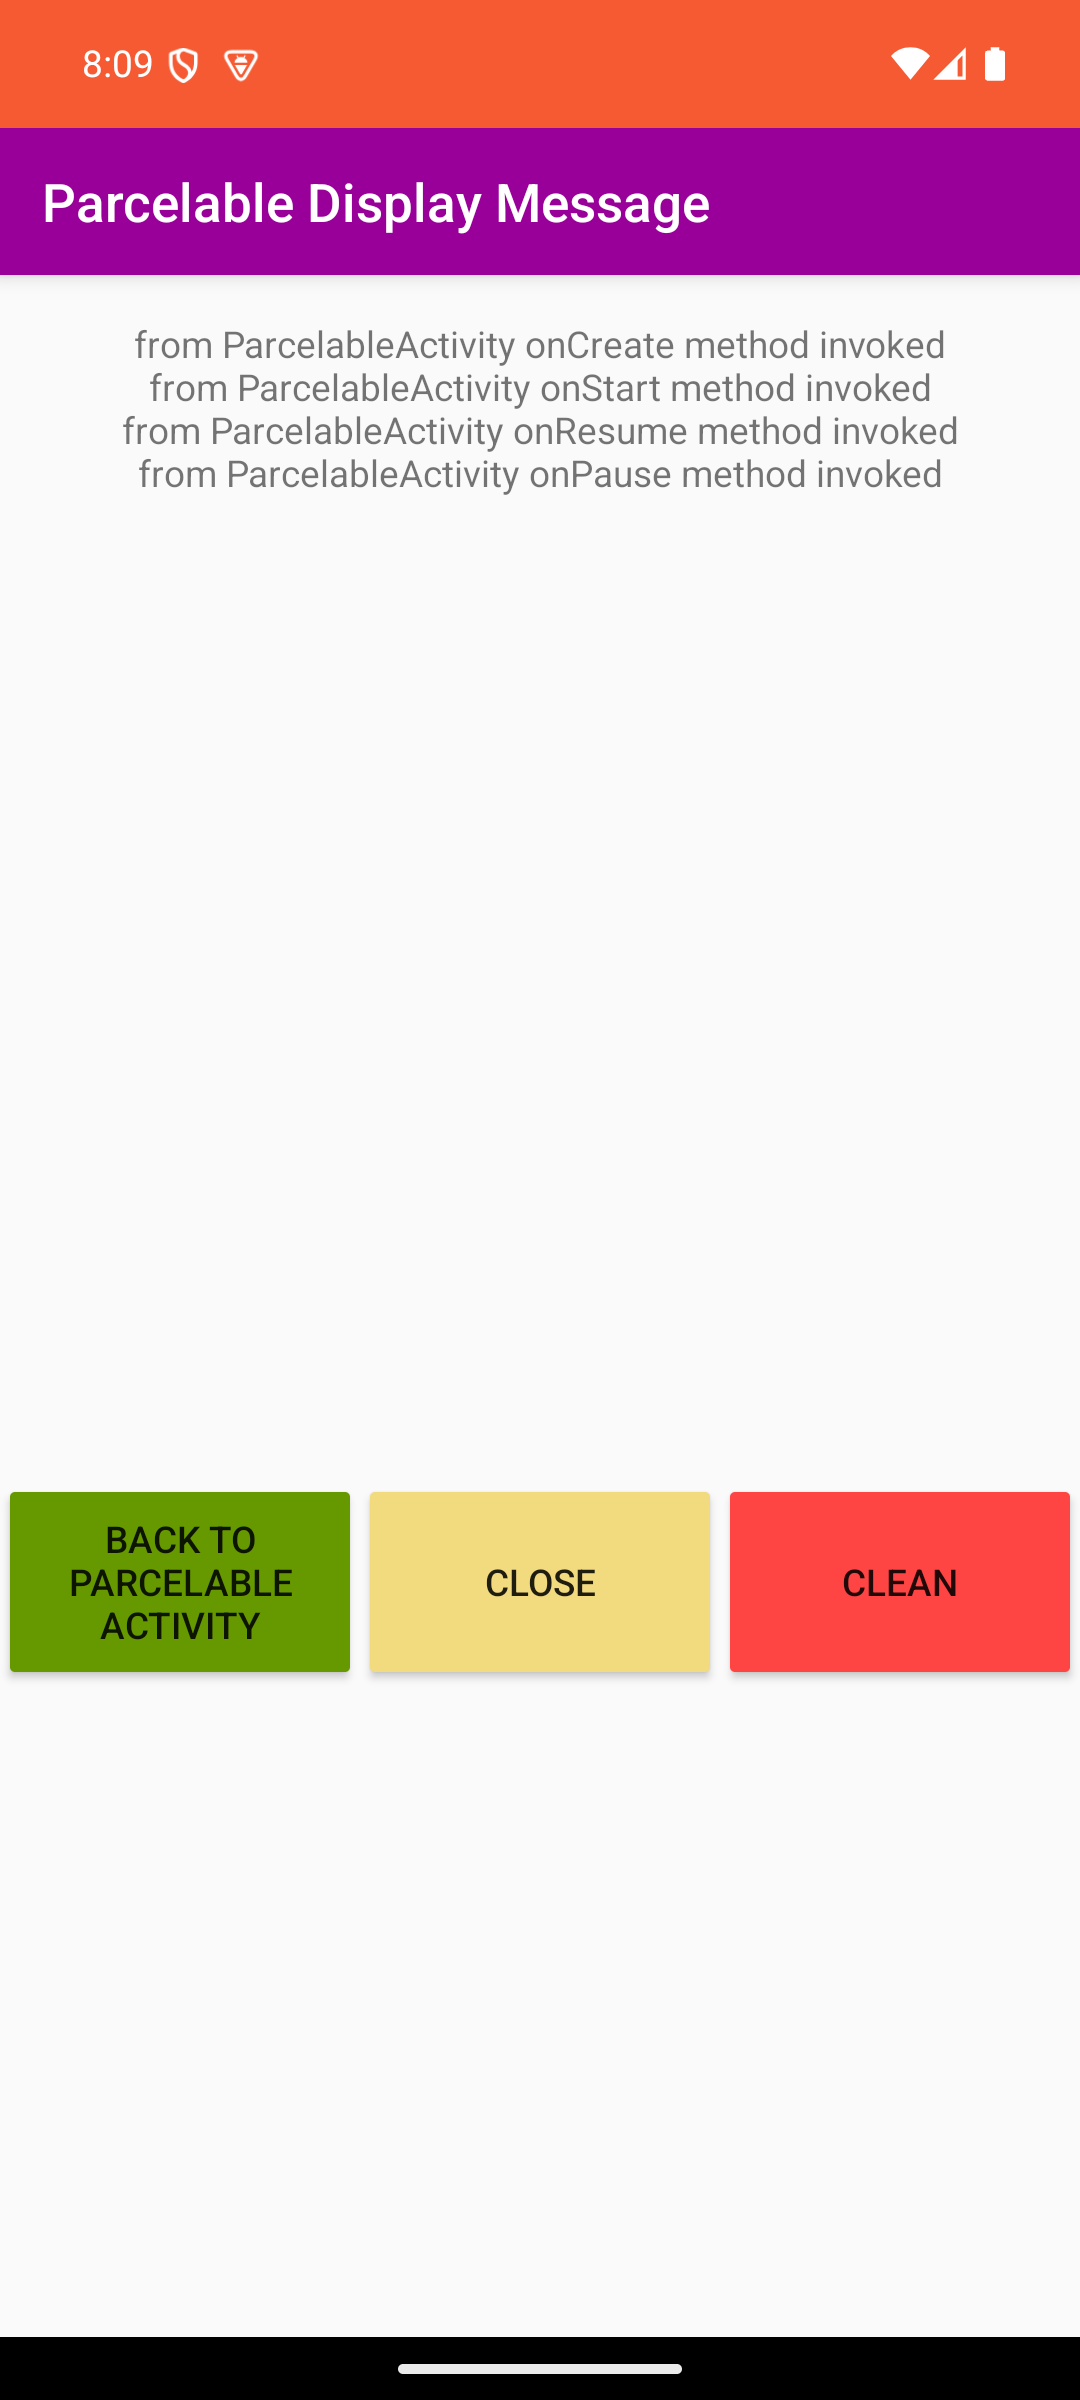 8:09
Parcelable Display Message
from ParcelableActivity onCreate method invoked
from ParcelableActivity onStart method invoked
from ParcelableActivity onResume method invoked
from ParcelableActivity onPause method invoked
BACK TO
PARCELABLE
ACTIVITY
CLOSE
CLEAN